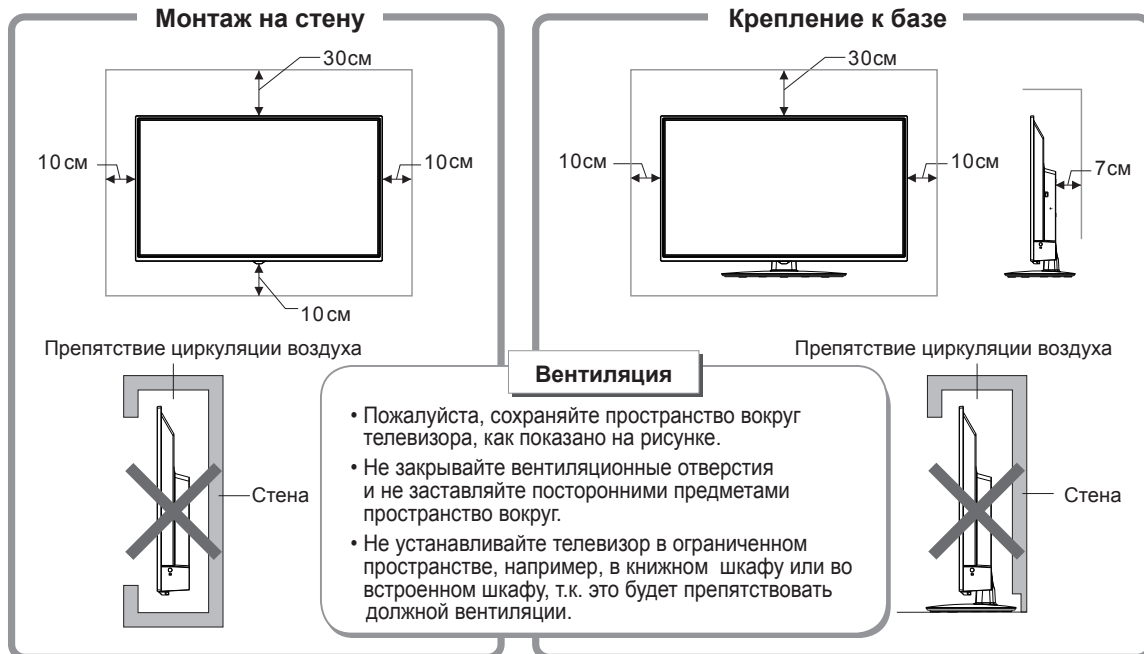 Монтаж на стену
30см
10см
10см
10см
Препятствие циркуляции воздуха
Стена
Крепление к базе
30см
10см
10см
7см
Препятствие циркуляции воздуха
Стена
Вентиляция
• Пожалуйста, сохраняйте пространство вокруг
телевизора, как показано на рисунке.
• Не закрывайте вентиляционные отверстия
и не заставляйте посторонними предметами
пространство вокруг.
• Не устанавливайте телевизор в ограниченном
пространстве, например, в книжном шкафу или во
встроенном шкафу, т.к. это будет препятствовать
должной вентиляции.